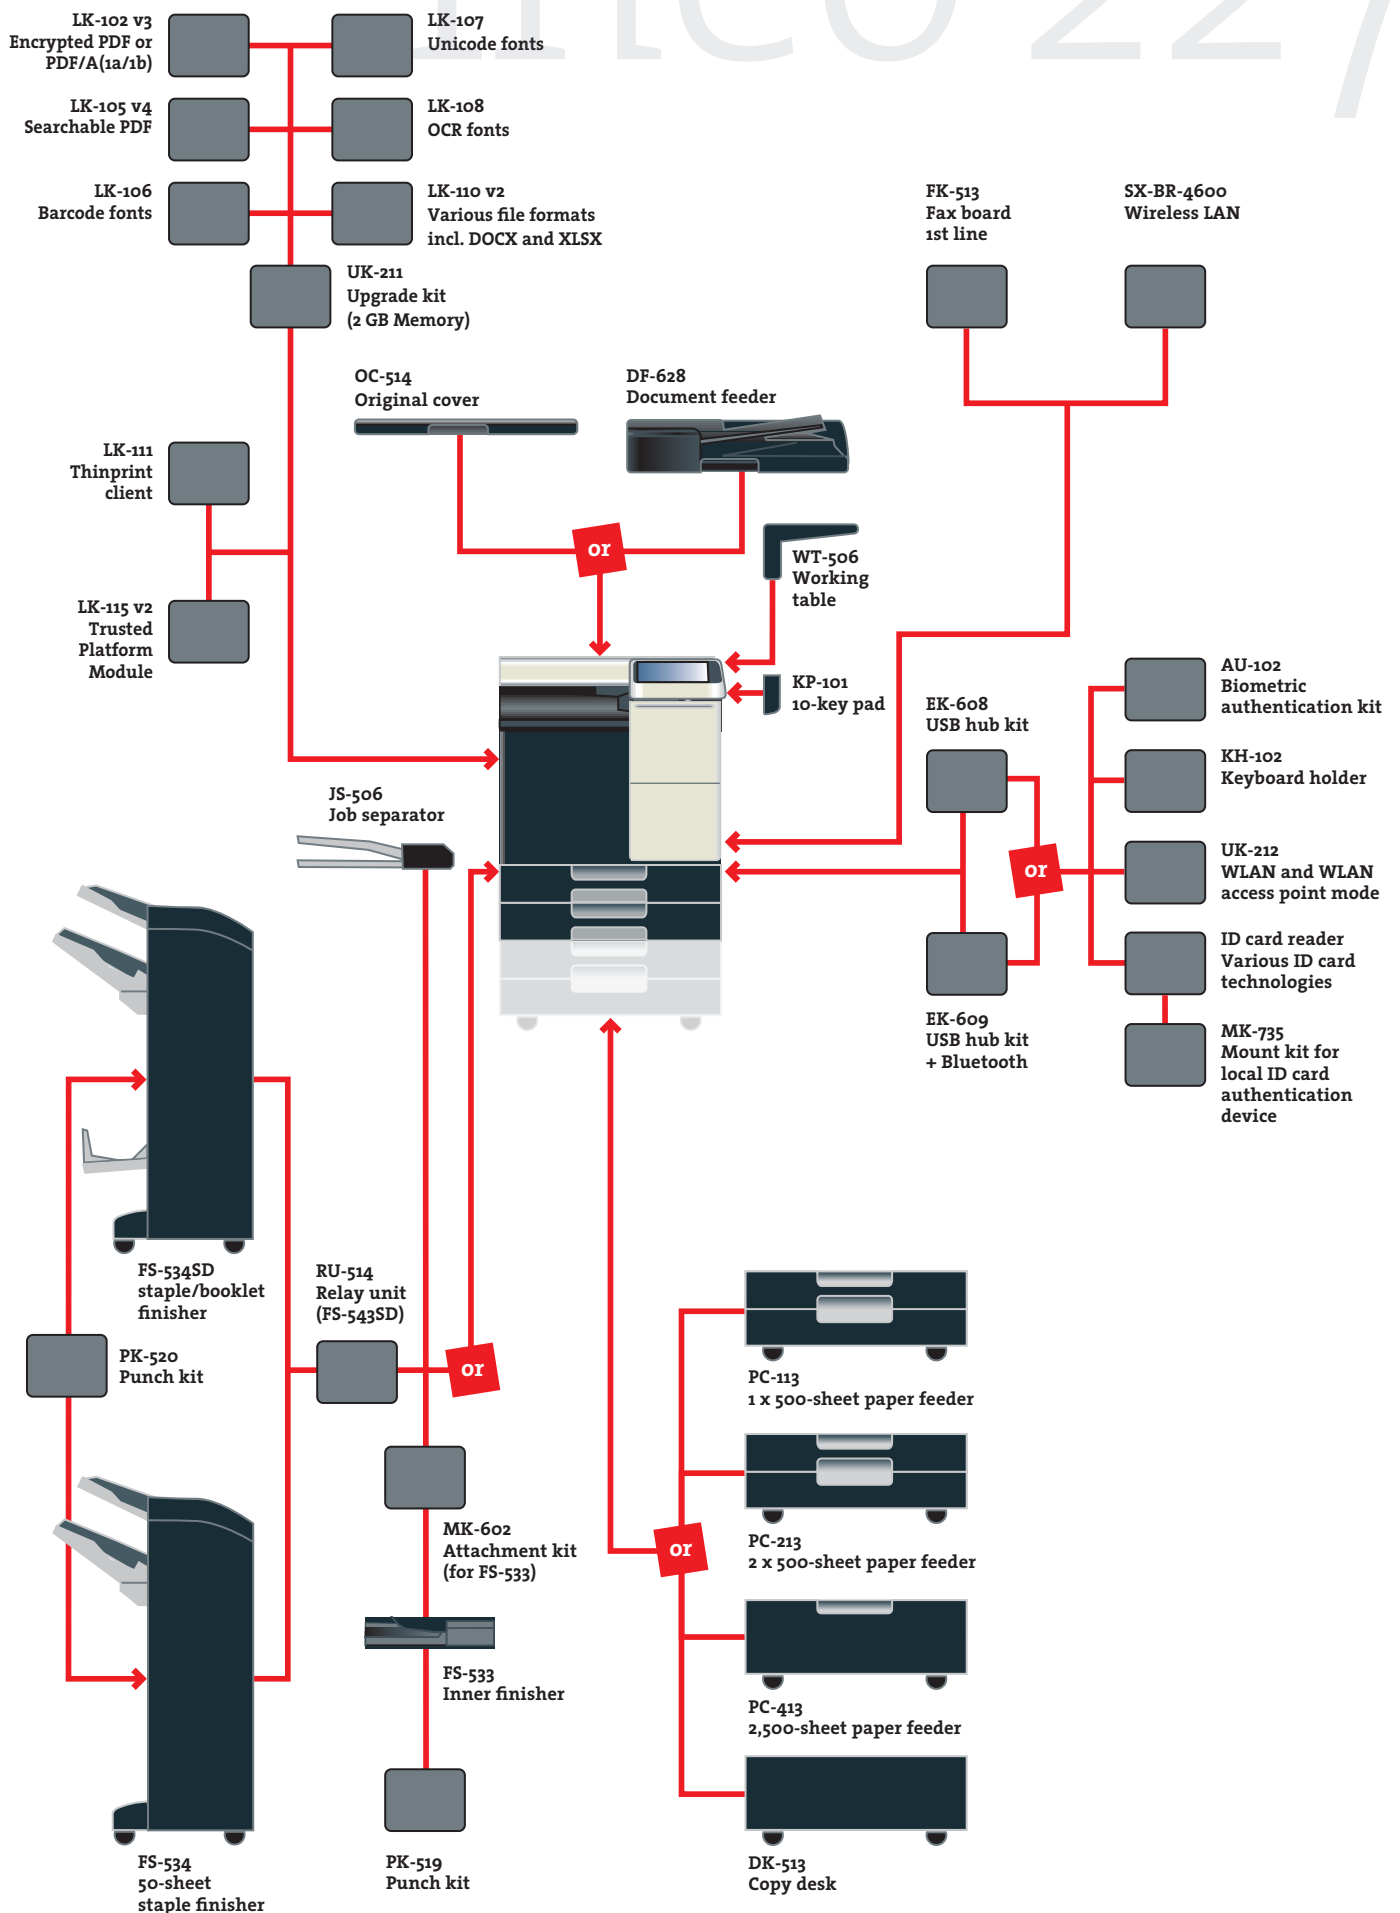 ineo 227
LK-102 v3
Encrypted PDF or
PDF/A(1a/1b)
LK-107
Unicode fonts
LK-105 v4
Searchable PDF
LK-108
OCR fonts
LK-106
Barcode fonts
LK-110 v2
Various file formats
incl. DOCX and XLSX
FK-513
Fax board
1st line
SX-BR-4600
Wireless LAN
UK-211
Upgrade kit
(2 GB Memory)
OC-514
Original cover
DF-628
Document feeder
LK-111
Thinprint
client
or
WT-506
Working
table
LK-115 v2
Trusted
Platform
Module
KP-101
10-key pad
AU-102
Biometric
authentication kit
EK-608
USB hub kit
KH-102
Keyboard holder
JS-506
Job separator
UK-212
WLAN and WLAN
access point mode
or
ID card reader
Various ID card
technologies
EK-609
USB hub kit
+ Bluetooth
MK-735
Mount kit for
local ID card
authentication
device
FS-534SD
staple/booklet
finisher
RU-514
Relay unit
(FS-543SD)
PK-520
Punch kit
or
PC-113
1 x 500-sheet paper feeder
MK-602
Attachment kit
(for FS-533)
or
PC-213
2 x 500-sheet paper feeder
FS-533
Inner finisher
PC-413
2,500-sheet paper feeder
FS-534
50-sheet
staple finisher
PK-519
Punch kit
DK-513
Copy desk